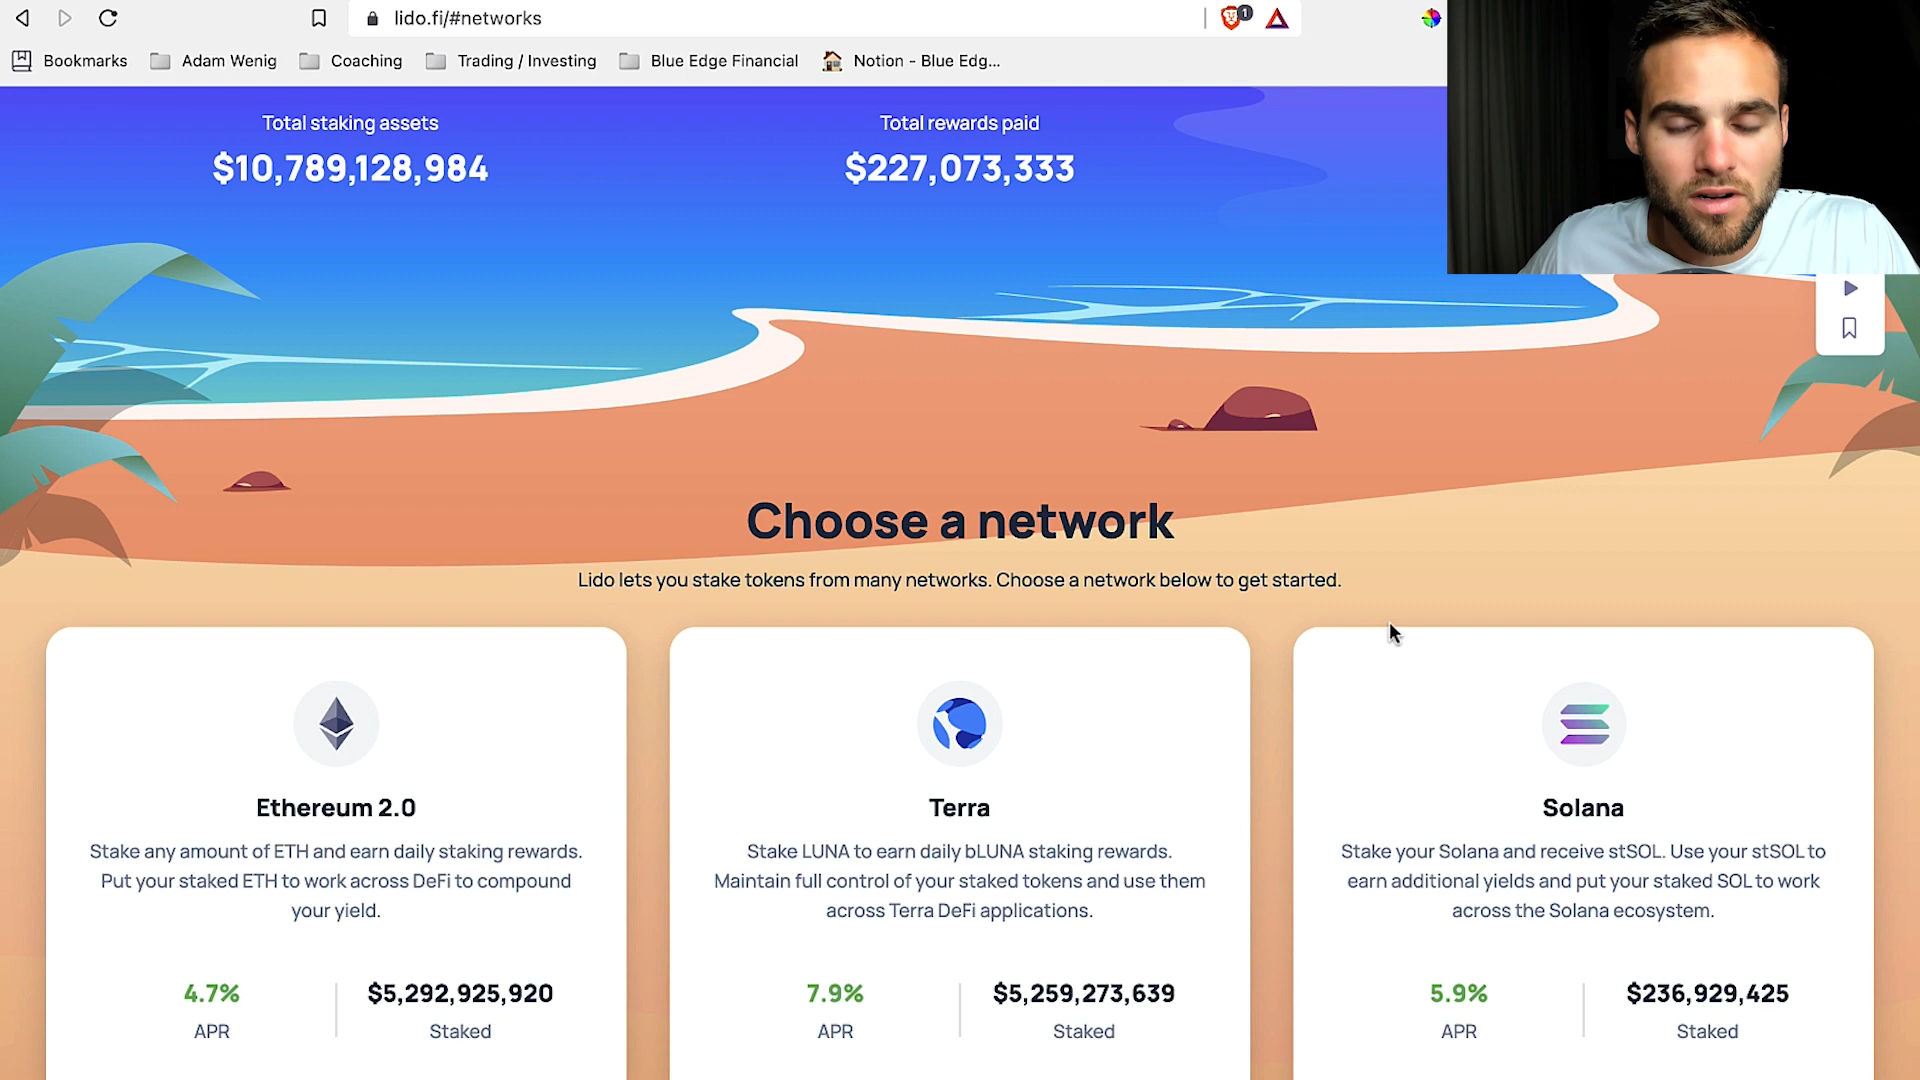 lido.fi/#networks
1
Bookmarks
Adam Wenig
Coaching
Trading / Investing
Blue Edge Financial
Notion - Blue Edg...
Total staking assets
$10,789,128,984
Total rewards paid
$227,073,333
Choose a network
Lido lets you stake tokens from many networks. Choose a network below to get started.
Ethereum 2.0
Stake any amount of ETH and earn daily staking rewards.
Put your staked ETH to work across DeFi to compound
your yield.
4.7%
APR
$5,292,925,920
Staked
Terra
Stake LUNA to earn daily bLUNA staking rewards.
Maintain full control of your staked tokens and use them
across Terra DeFi applications.
7.9%
APR
$5,259,273,639
Staked
Solana
Stake your Solana and receive stSOL. Use your stSOL to
earn additional yields and put your staked SOL to work
across the Solana ecosystem.
5.9%
APR
$236,929,425
Staked